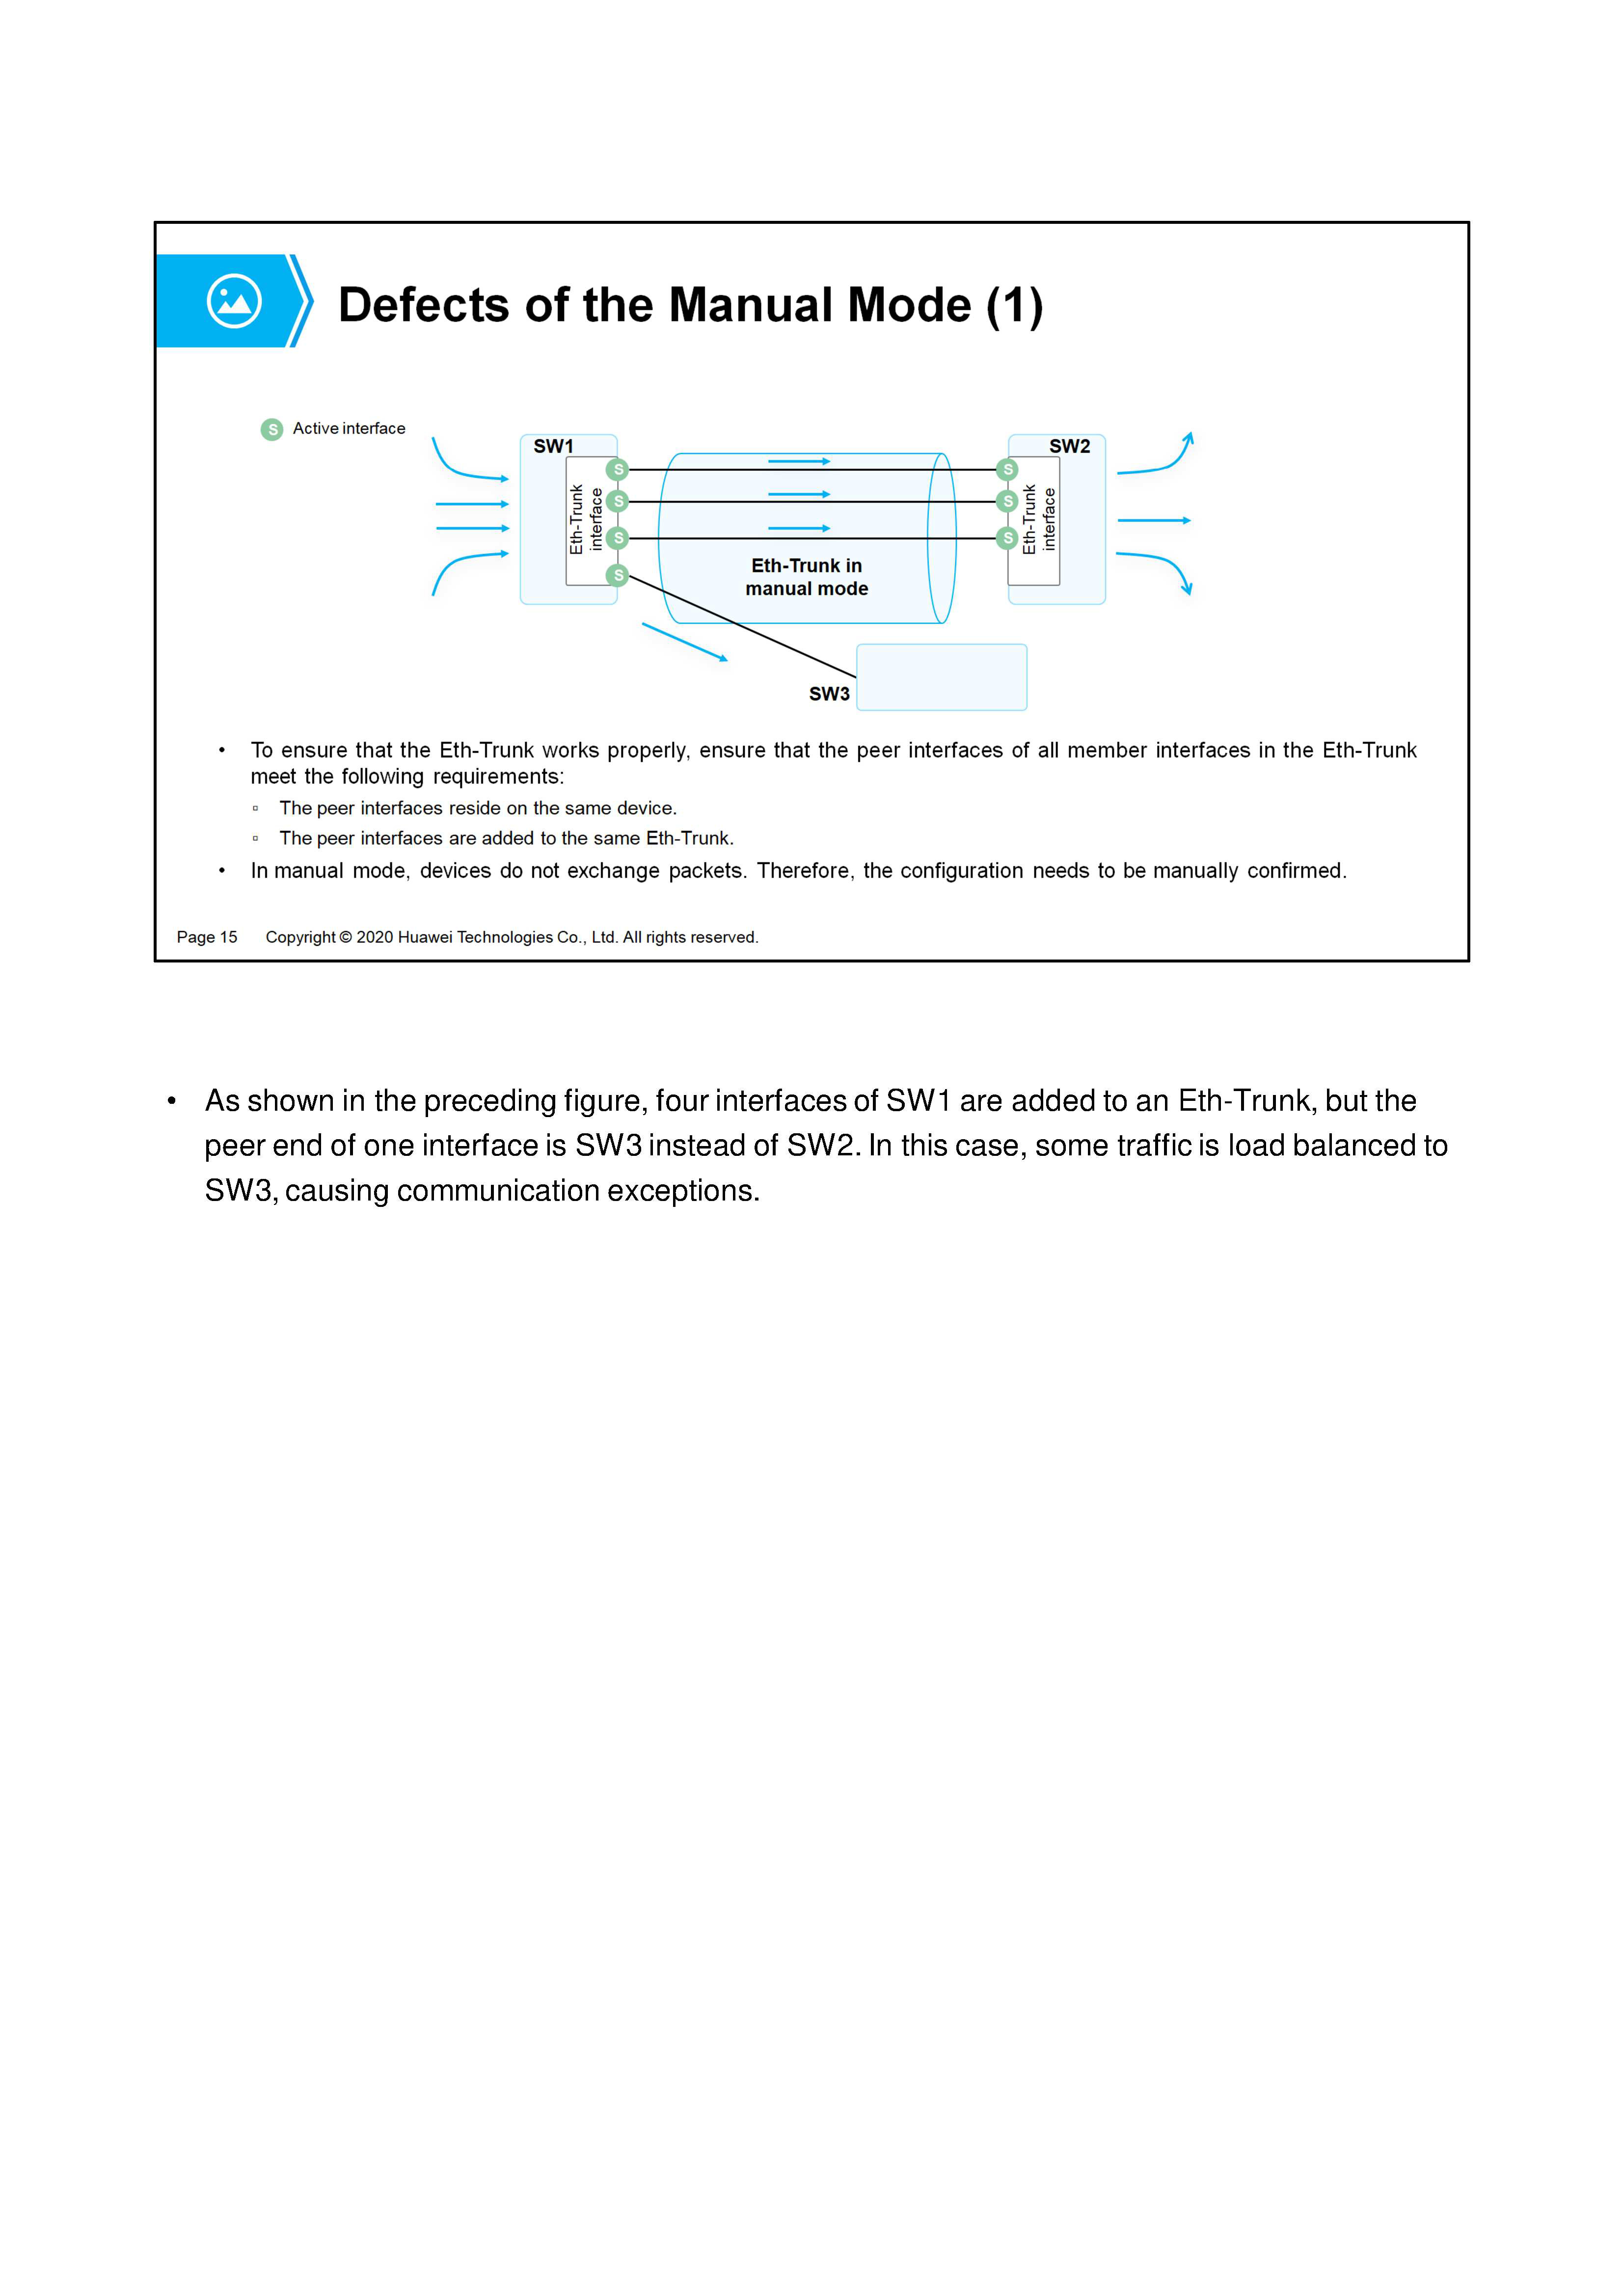 Defects of the Manual Mode (1)
S Active interface
SW1
SW2
S
S
S
S
S
S
S
Eth-Trunk
interface
Eth-Trunk
interface
Eth-Trunk in
manual mode
SW3
• To ensure that the Eth-Trunk works properly, ensure that the peer interfaces of all member interfaces in the Eth-Trunk
meet the following requirements:
▫ The peer interfaces reside on the same device.
▫ The peer interfaces are added to the same Eth-Trunk.
• In manual mode, devices do not exchange packets. Therefore, the configuration needs to be manually confirmed.
Page 15 Copyright © 2020 Huawei Technologies Co., Ltd. All rights reserved.
• As shown in the preceding figure, four interfaces of SW1 are added to an Eth-Trunk, but the
peer end of one interface is SW3 instead of SW2. In this case, some traffic is load balanced to
SW3, causing communication exceptions.